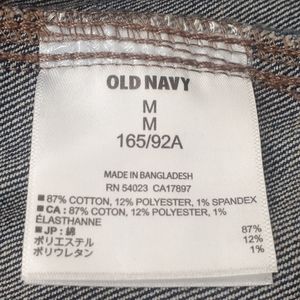 OLD NAVY
M
M
165/92A
MADE IN BANGLADESH
RN 54023 CA17897
■ 87% COTTON, 12% POLYESTER, 1% SPANDEX
■ CA : 87% COTON, 12% POLYESTER, 1%
ÉLASTHANNE
■ JP : 綿 87%
ポリエステル 12%
ポリウレタン 1%